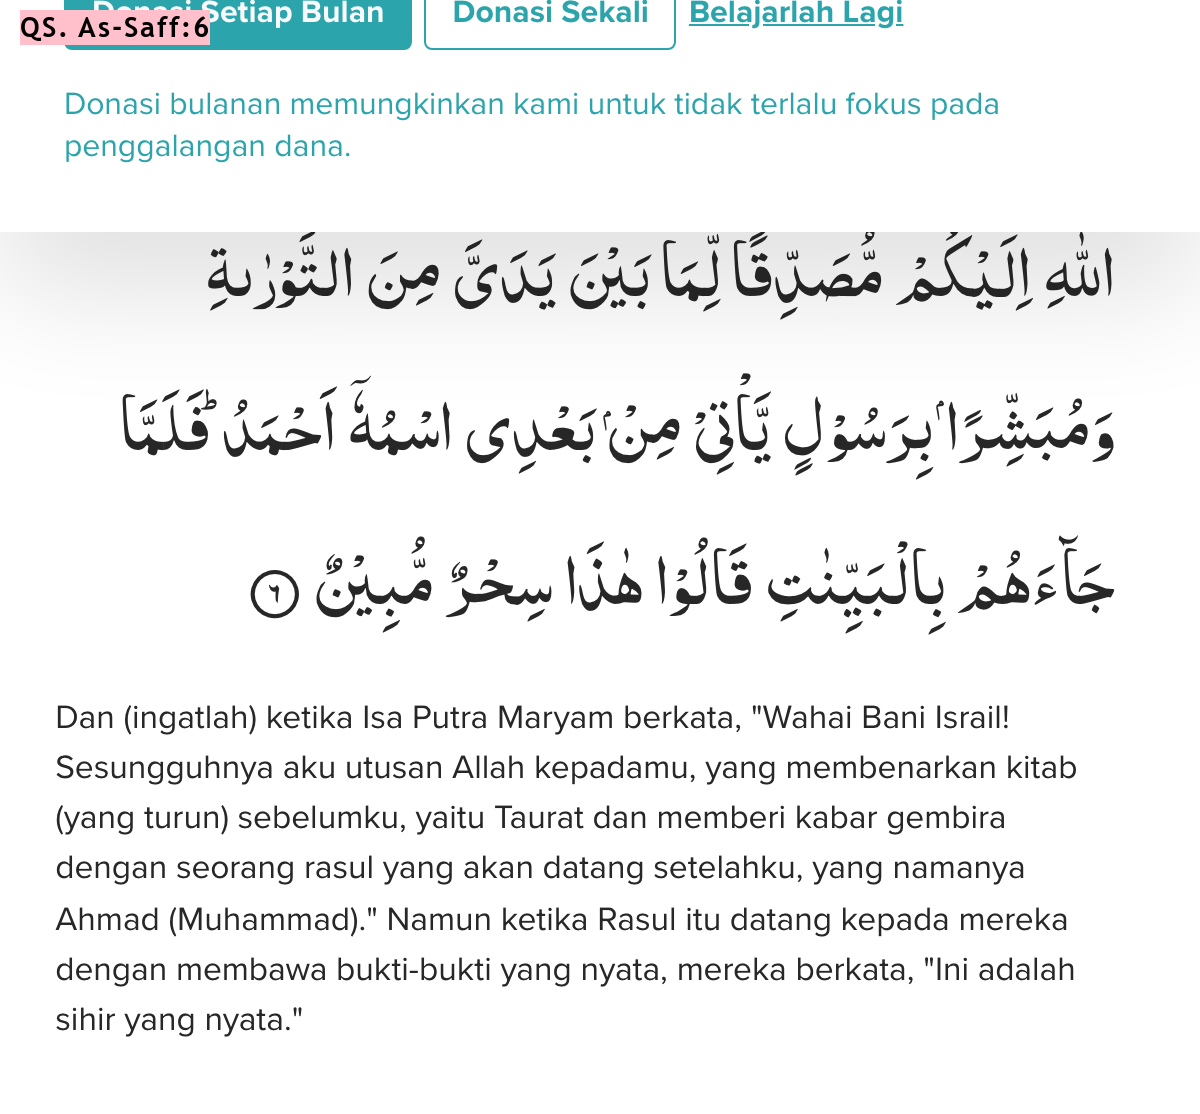 Donasi Setiap Bulan Donasi Sekali Belajarlah Lagi
QS. As-Saff:6
Donasi bulanan memungkinkan kami untuk tidak terlalu fokus pada
penggalangan dana.
اللّٰهِ اِلَيْكُمْ مُّصَدِّقًا لِّمَا بَيْنَ يَدَيَّ مِنَ التَّوْرٰىةِ
وَمُبَشِّرًاۢ بِرَسُوْلٍ يَّأْتِيْ مِنْۢ بَعْدِى اسْمُهٗٓ اَحْمَدُۗ فَلَمَّا
جَاۤءَهُمْ بِالْبَيِّنٰتِ قَالُوْا هٰذَا سِحْرٌ مُّبِيْنٌ ٦
Dan (ingatlah) ketika Isa Putra Maryam berkata, "Wahai Bani Israil!
Sesungguhnya aku utusan Allah kepadamu, yang membenarkan kitab
(yang turun) sebelumku, yaitu Taurat dan memberi kabar gembira
dengan seorang rasul yang akan datang setelahku, yang namanya
Ahmad (Muhammad)." Namun ketika Rasul itu datang kepada mereka
dengan membawa bukti-bukti yang nyata, mereka berkata, "Ini adalah
sihir yang nyata."